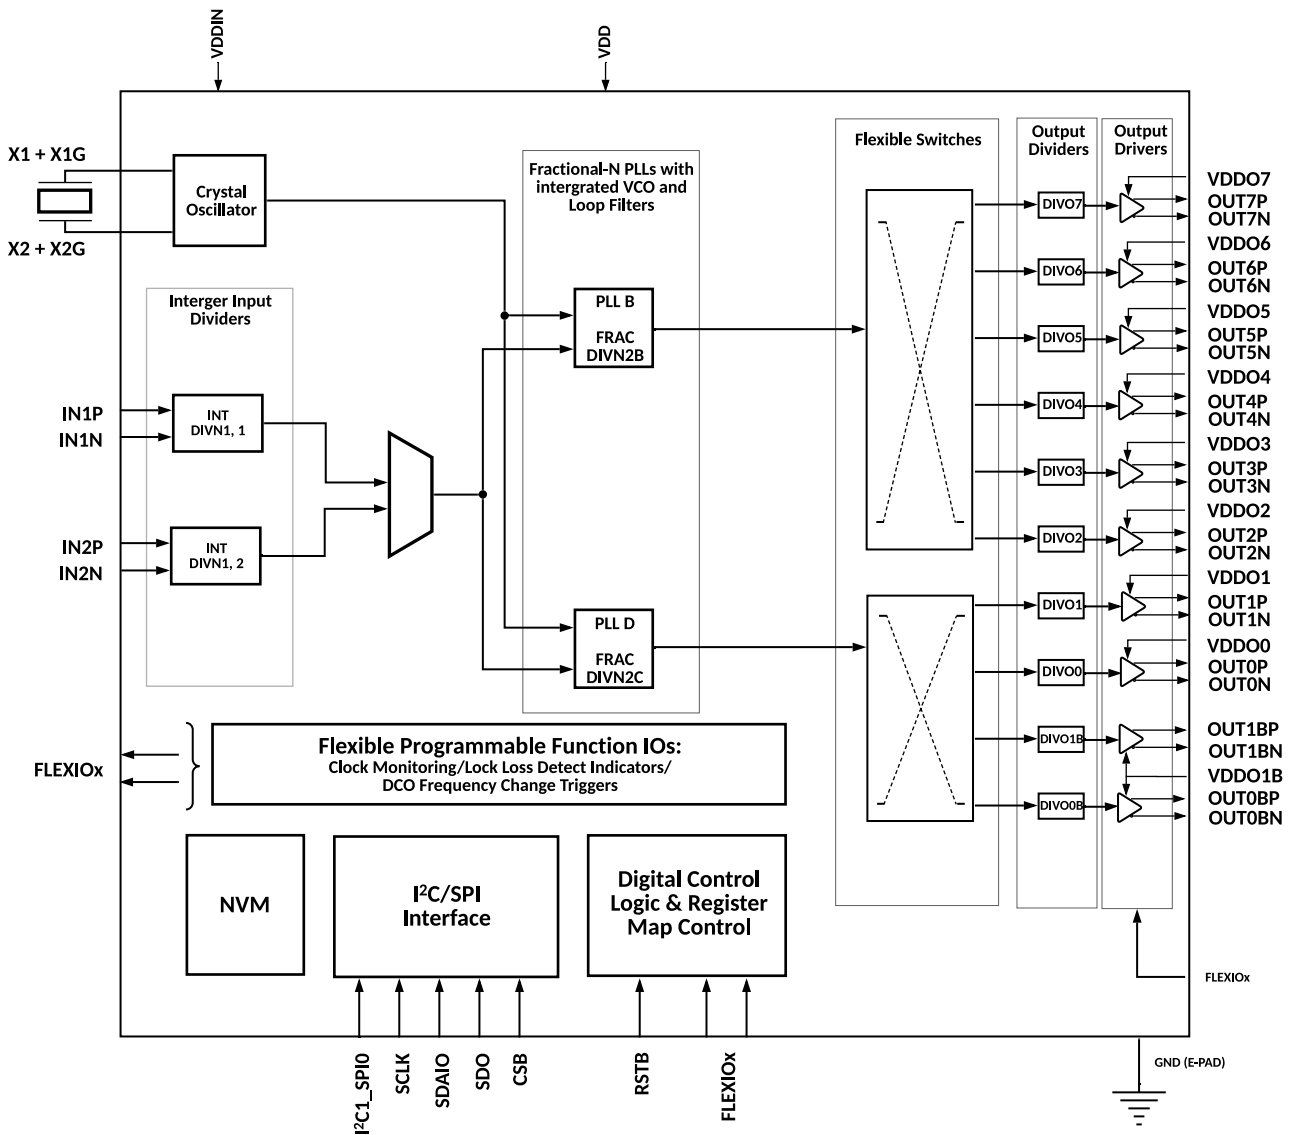 VDDIN
VDD
X1 + X1G
X2 + X2G
Crystal
Oscillator
Interger Input
Dividers
IN1P
IN1N
INT
DIVN1, 1
IN2P
IN2N
INT
DIVN1, 2
Fractional-N PLLs with
intergrated VCO and
Loop Filters
PLL B
FRAC
DIVN2B
PLL D
FRAC
DIVN2C
Flexible Switches
Output
Dividers
DIVO7
DIVO6
DIVO5
DIVO4
DIVO3
DIVO2
DIVO1
DIVO0
DIVO1B
DIVO0B
Output
Drivers
VDDO7
OUT7P
OUT7N
VDDO6
OUT6P
OUT6N
VDDO5
OUT5P
OUT5N
VDDO4
OUT4P
OUT4N
VDDO3
OUT3P
OUT3N
VDDO2
OUT2P
OUT2N
VDDO1
OUT1P
OUT1N
VDDO0
OUT0P
OUT0N
OUT1BP
OUT1BN
VDDO1B
OUT0BP
OUT0BN
FLEXIOx
GND (E-PAD)
FLEXIOx
Flexible Programmable Function IOs:
Clock Monitoring/Lock Loss Detect Indicators/
DCO Frequency Change Triggers
NVM
I²C/SPI
Interface
Digital Control
Logic & Register
Map Control
I²C1_SPI0
SCLK
SDAIO
SDO
CSB
RSTB
FLEXIOx